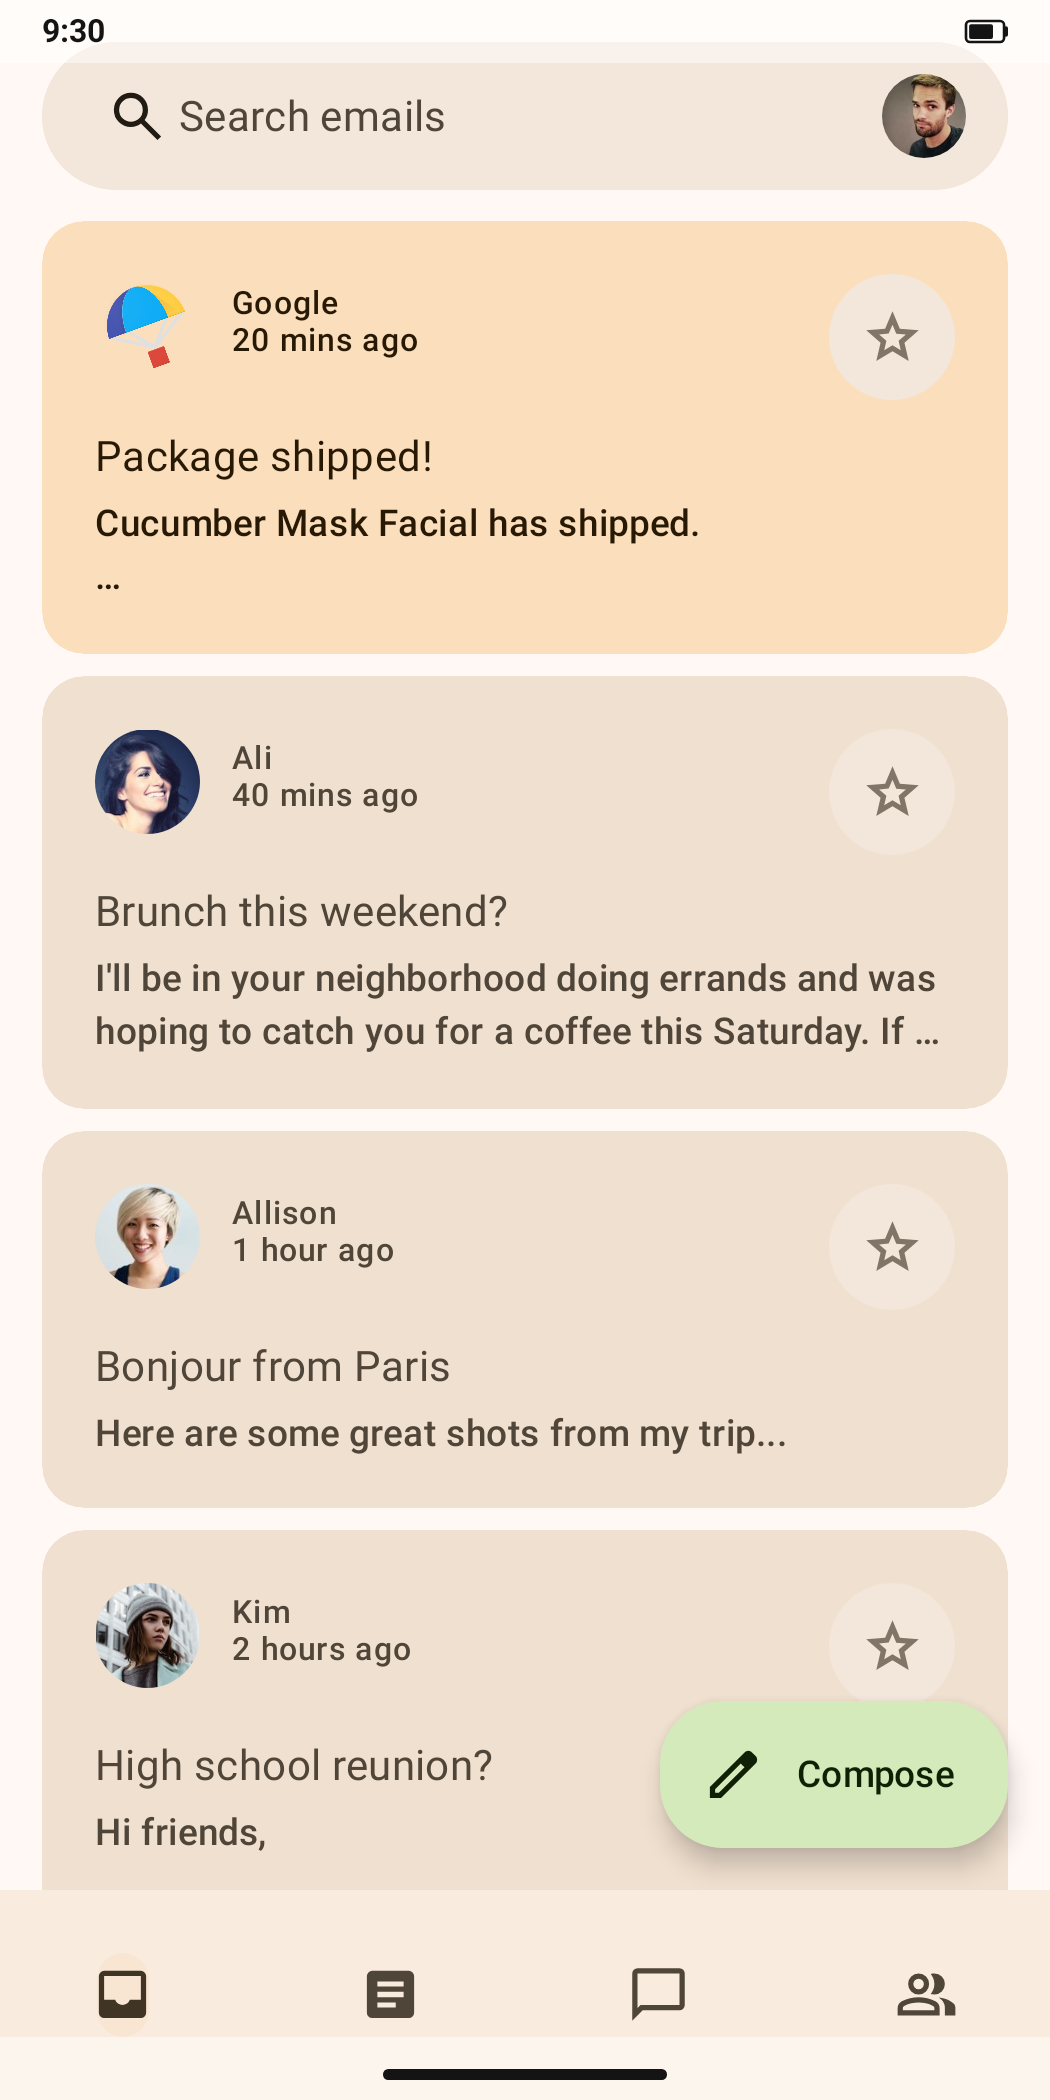 9:30
Search emails
Google
20 mins ago
Package shipped!
Cucumber Mask Facial has shipped.
...
Ali
40 mins ago
Brunch this weekend?
I'll be in your neighborhood doing errands and was
hoping to catch you for a coffee this Saturday. If ...
Allison
1 hour ago
Bonjour from Paris
Here are some great shots from my trip...
Kim
2 hours ago
High school reunion?
Hi friends,
Compose